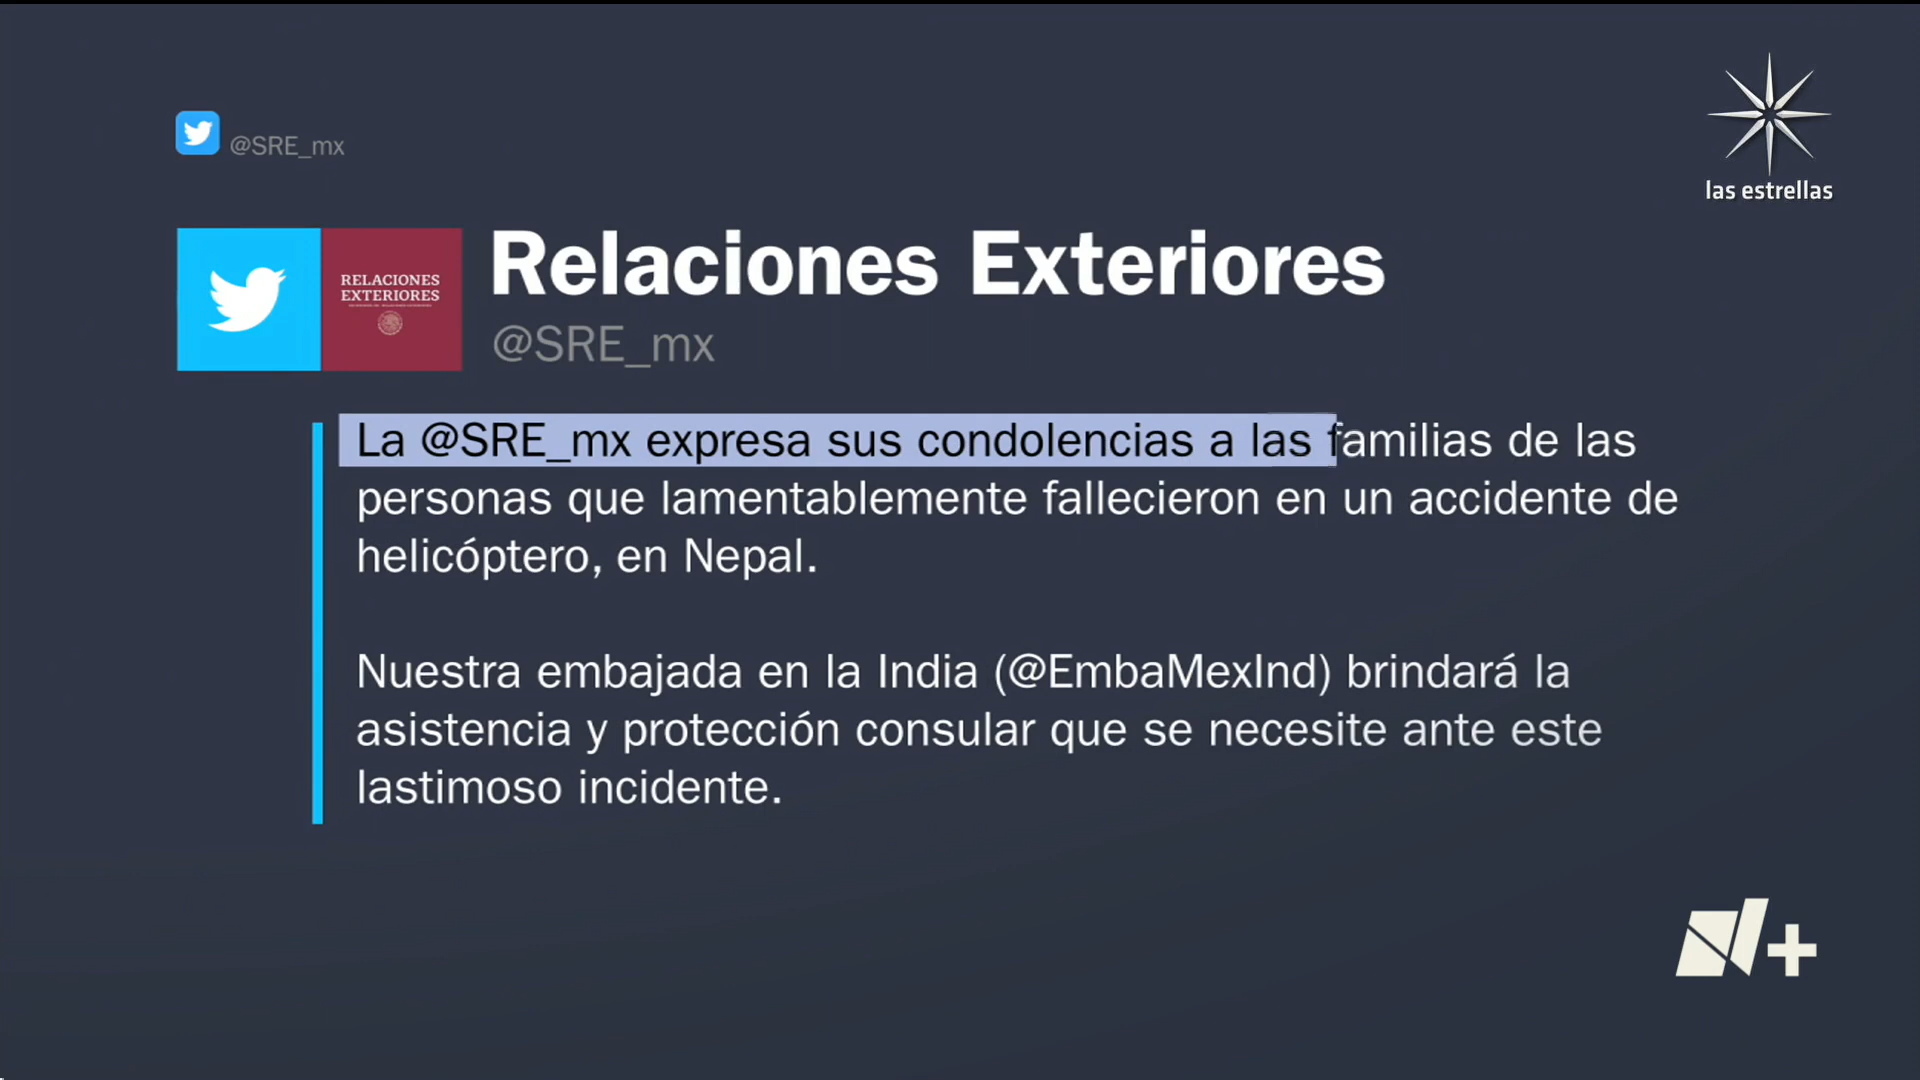 @SRE_mx
las estrellas
RELACIONES
EXTERIORES
Relaciones Exteriores
@SRE_mx
La @SRE_mx expresa sus condolencias a las familias de las
personas que lamentablemente fallecieron en un accidente de
helicóptero, en Nepal.
Nuestra embajada en la India (@EmbaMexInd) brindará la
asistencia y protección consular que se necesite ante este
lastimoso incidente.
N+